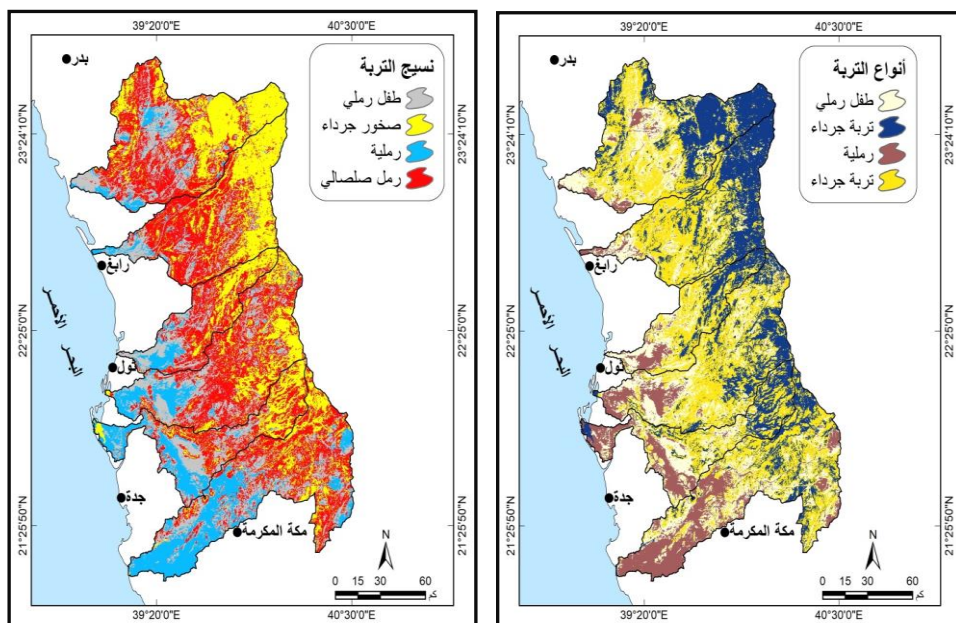 39°20'0"E 40°30'0"E
نسيج التربة
طفل رملي
صخور جرداء
رملية
رمل صلصالي
بدر
رابغ
ثول
جدة
مكة المكرمة
البحر الأحمر
23°24'10"N
22°25'0"N
21°25'50"N
N
0 15 30 60
كم
39°20'0"E 40°30'0"E
39°20'0"E 40°30'0"E
أنواع التربة
طفل رملي
تربة جرداء
رملية
تربة جرداء
بدر
رابغ
ثول
جدة
مكة المكرمة
البحر الأحمر
23°24'10"N
22°25'0"N
21°25'50"N
N
0 15 30 60
كم
39°20'0"E 40°30'0"E